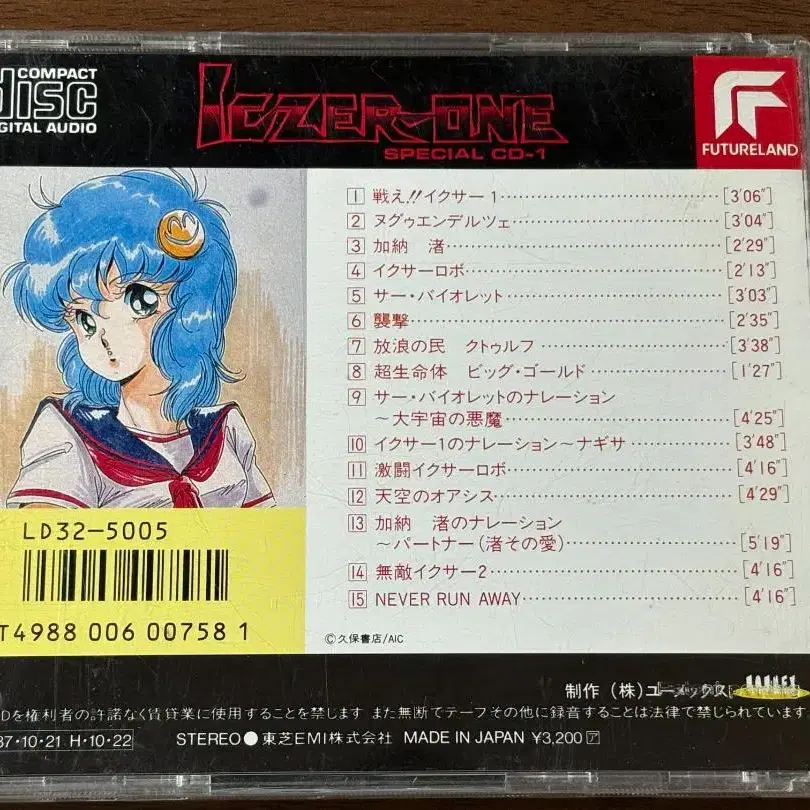 COMPACT
disc
DIGITAL AUDIO
ICZER-ONE
SPECIAL CD-1
FUTURELAND
1 戦え!!イクサー1 [3'06"]
2 ヌグゥエンデルツェ [3'04"]
3 加納 渚 [2'29"]
4 イクサーロボ [2'13"]
5 サー・バイオレット [3'03"]
6 襲撃 [2'35"]
7 放浪の民 クトゥルフ [3'38"]
8 超生命体 ビッグ・ゴールド [1'27"]
9 サー・バイオレットのナレーション
～大宇宙の悪魔 [4'25"]
10 イクサー1のナレーション～ナギサ [3'48"]
11 激闘イクサーロボ [4'16"]
12 天空のオアシス [4'29"]
13 加納 渚のナレーション
～パートナー(渚その愛) [5'19"]
14 無敵イクサー2 [4'16"]
15 NEVER RUN AWAY [4'16"]
LD32-5005
T4988 006 00758 1
©久保書店/AIC
制作 (株)ユーメックス
Dを権利者の許諾なく賃貸業に使用することを禁じます また無断でテープその他に録音することは法律で禁じられています
87・10・21 H・10・22 STEREO●東芝EMI株式会社 MADE IN JAPAN ¥3,200 ア